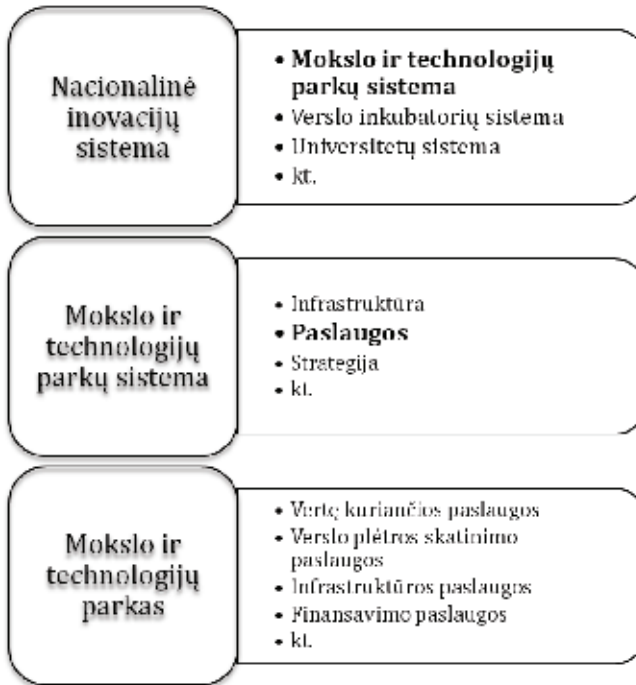 Nacionalinė
inovacijų
sistema
• Mokslo ir technologijų
parkų sistema
• Verslo inkubatorių sistema
• Universitetų sistema
• kt.
Mokslo ir
technologijų
parkų sistema
• Infrastruktūra
• Paslaugos
• Strategija
• kt.
Mokslo ir
technologijų
parkas
• Vertę kuriančios paslaugos
• Verslo plėtros skatinimo
paslaugos
• Infrastruktūros paslaugos
• Finansavimo paslaugos
• kt.